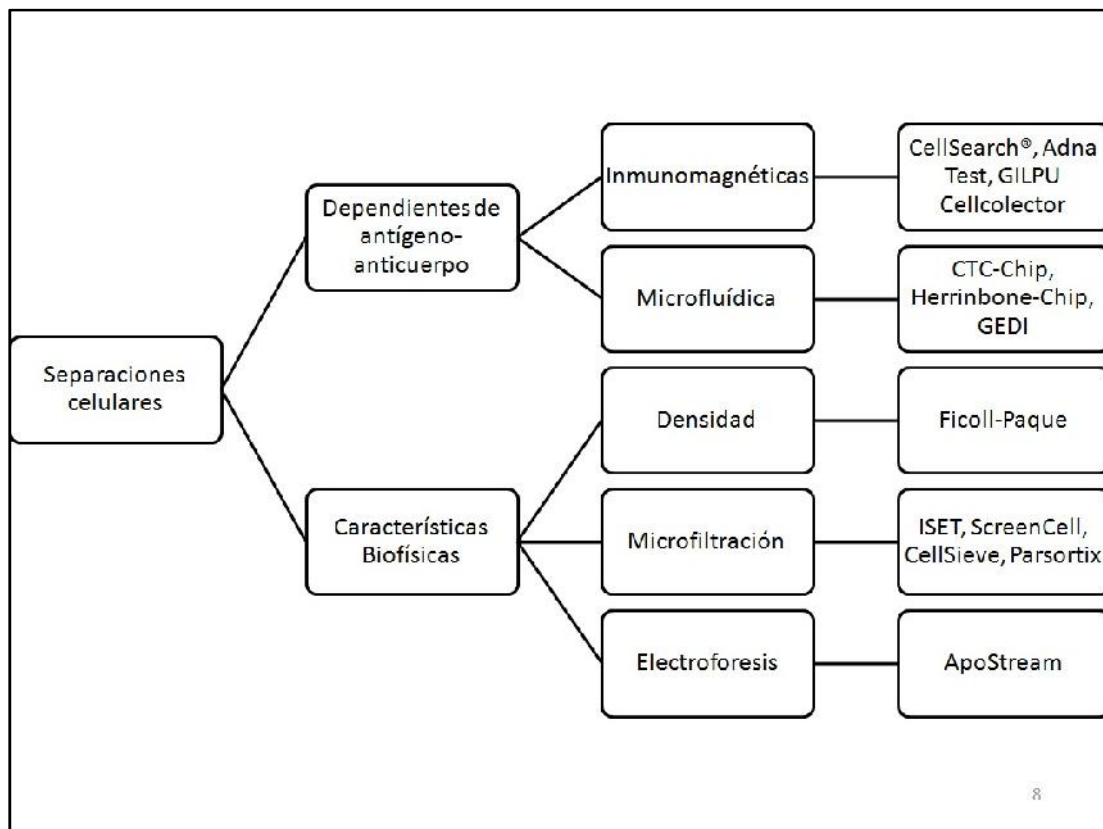 Separaciones
celulares
Dependientes de
antígeno-
anticuerpo
Inmunomagnéticas
CellSearch®, Adna
Test, GILPU
Cellcolector
Microfluídica
CTC-Chip,
Herrinbone-Chip,
GEDI
Características
Biofísicas
Densidad
Ficoll-Paque
Microfiltración
ISET, ScreenCell,
CellSieve, Parsortix
Electroforesis
ApoStream
8